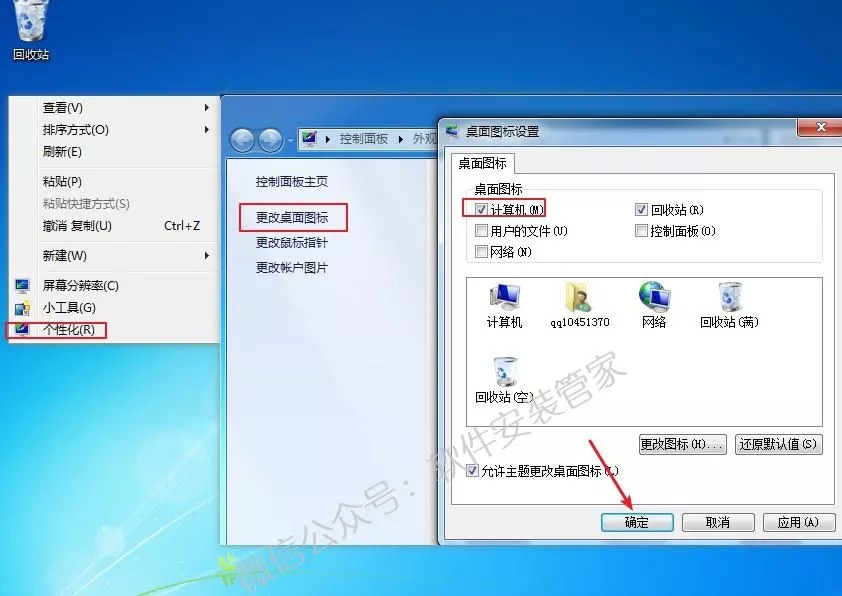 回收站
查看(V)
排序方式(O)
刷新(E)
粘贴(P)
粘贴快捷方式(S)
撤消 复制(U) Ctrl+Z
新建(W)
屏幕分辨率(C)
小工具(G)
个性化(R)
控制面板 外观
控制面板主页
更改桌面图标
更改鼠标指针
更改帐户图片
桌面图标设置
桌面图标
桌面图标
计算机(M) 回收站(R)
用户的文件(U) 控制面板(O)
网络(N)
计算机 qq10451370 网络 回收站(满)
回收站(空)
更改图标(H)... 还原默认值(S)
允许主题更改桌面图标(L)
确定 取消 应用(A)
微信公众号：软件安装管家